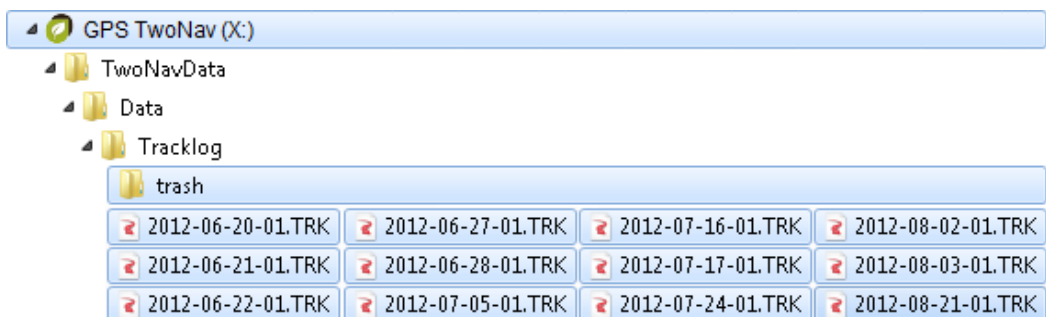 GPS TwoNav (X:)
TwoNavData
Data
Tracklog
trash
2012-06-20-01.TRK 2012-06-27-01.TRK 2012-07-16-01.TRK 2012-08-02-01.TRK
2012-06-21-01.TRK 2012-06-28-01.TRK 2012-07-17-01.TRK 2012-08-03-01.TRK
2012-06-22-01.TRK 2012-07-05-01.TRK 2012-07-24-01.TRK 2012-08-21-01.TRK